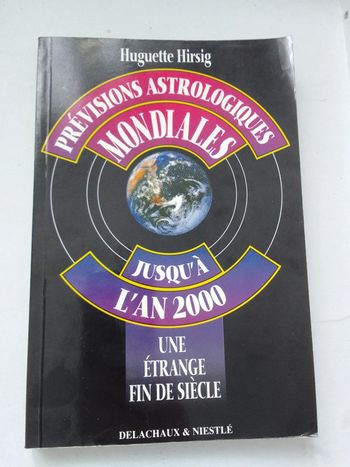 Huguette Hirsig
PRÉVISIONS ASTROLOGIQUES
MONDIALES
JUSQU'À
L'AN 2000
UNE
ÉTRANGE
FIN DE SIÈCLE
DELACHAUX & NIESTLÉ